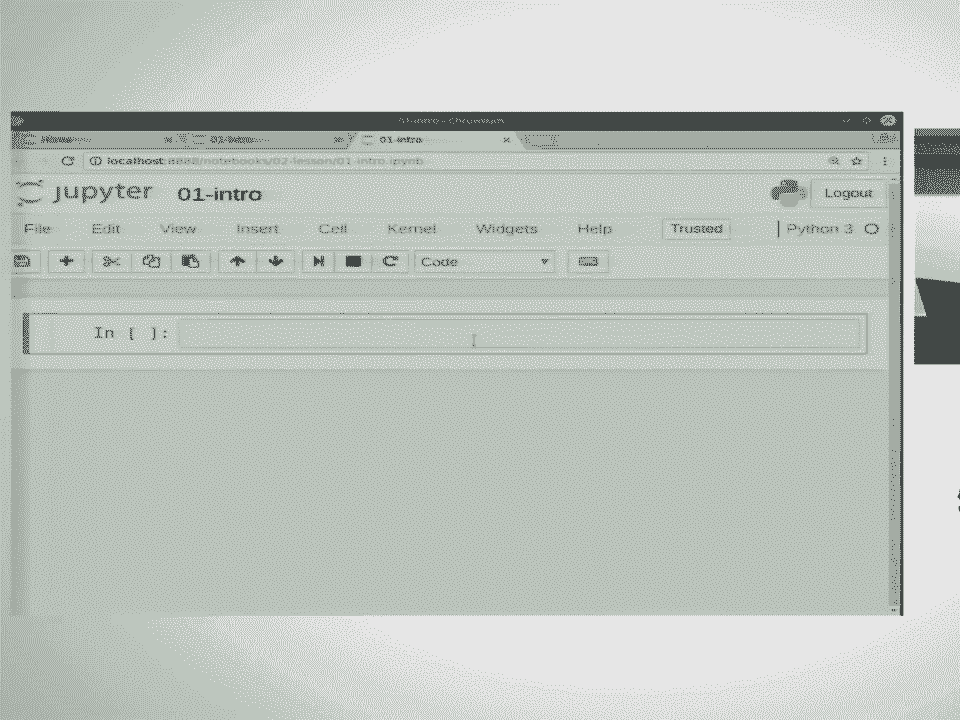 01-intro - Chromium
Home 01-intro 01-intro
localhost:8888/notebooks/02-lesson/01-intro.ipynb
jupyter 01-intro Logout
File Edit View Insert Cell Kernel Widgets Help Trusted Python 3
Code
In [ ]: